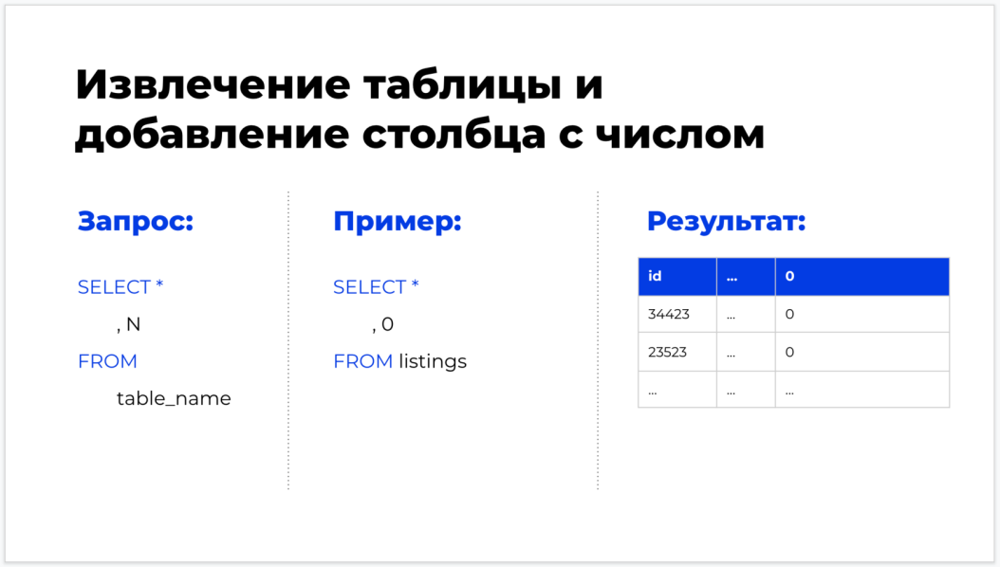 Извлечение таблицы и
добавление столбца с числом
Запрос:
SELECT *
, N
FROM
table_name
Пример:
SELECT *
, 0
FROM listings
Результат:
id ... 0
34423 ... 0
23523 ... 0
... ... ...